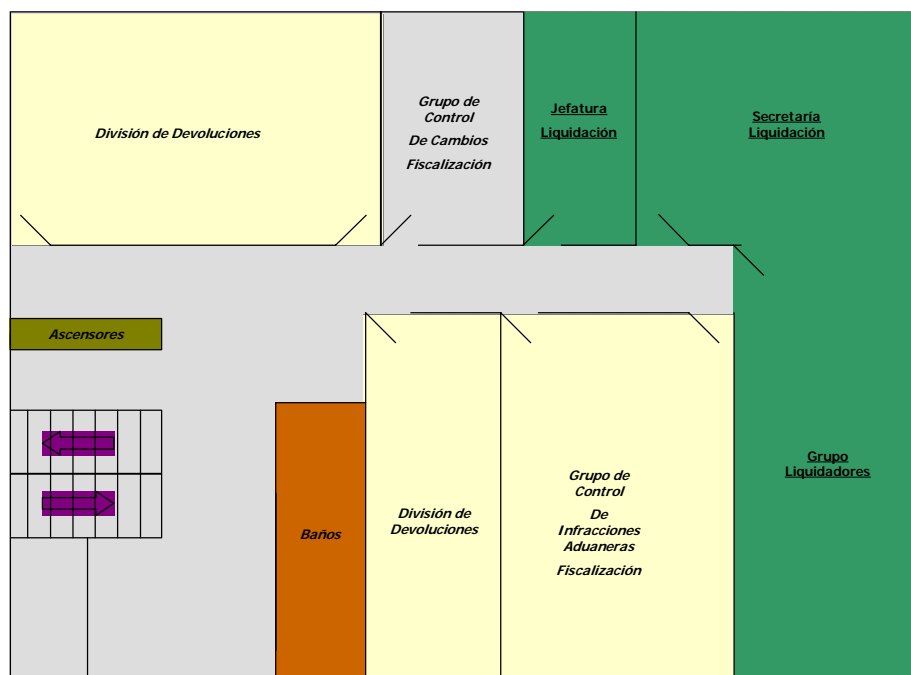 División de Devoluciones
Grupo de
Control
De Cambios
Fiscalización
Jefatura
Liquidación
Secretaría
Liquidación
Ascensores
Baños
División de
Devoluciones
Grupo de
Control
De
Infracciones
Aduaneras
Fiscalización
Grupo
Liquidadores